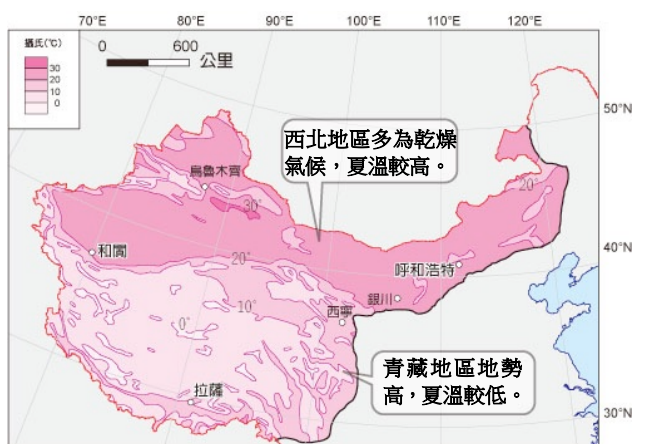 70°E 80°E 90°E 100°E 110°E 120°E
攝氏(℃)
30
20
10
0
0 600
公里
50°N
西北地區多為乾燥
氣候，夏溫較高。
烏魯木齊
30°
20°
和闐
40°N
20°
呼和浩特
10°
銀川
西寧
0°
青藏地區地勢
高，夏溫較低。
拉薩
30°N